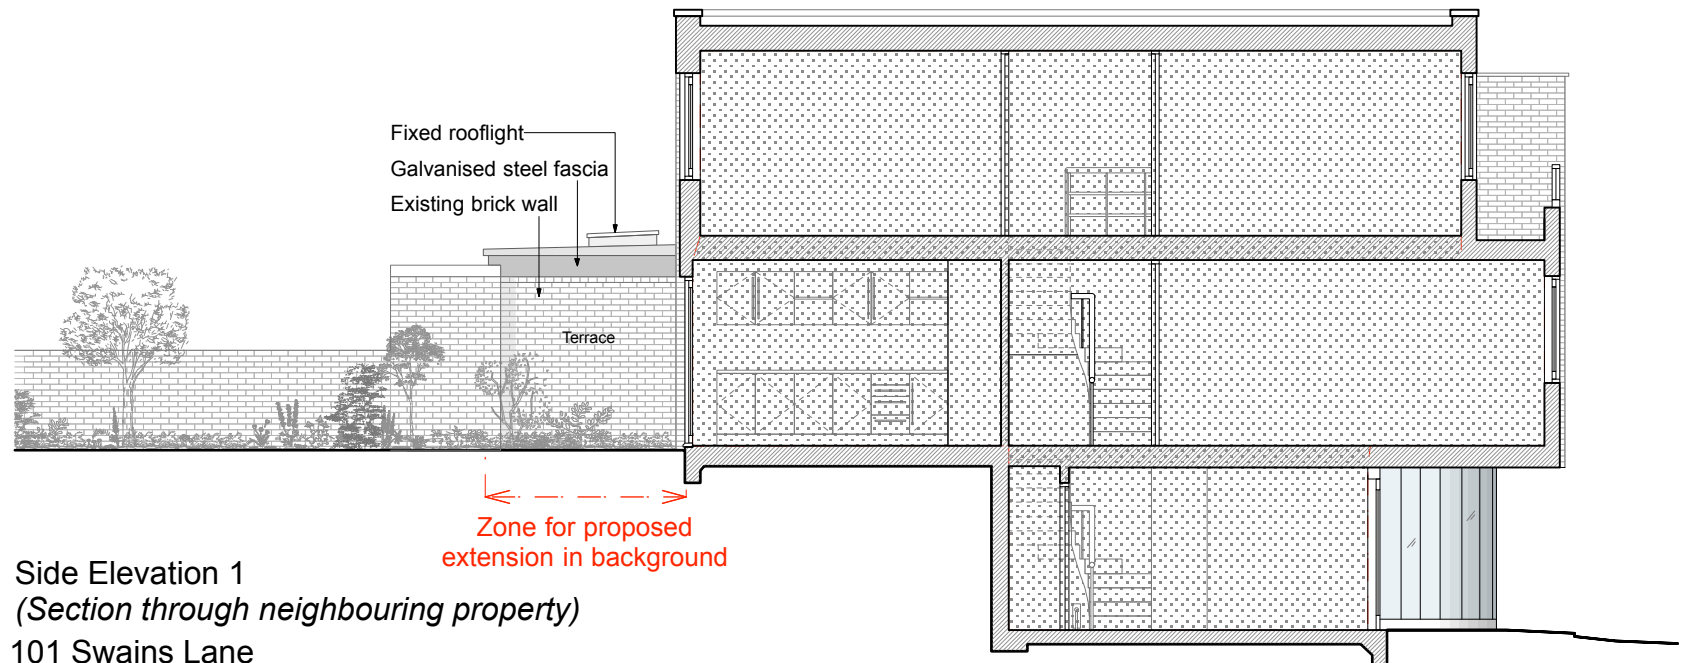 Fixed rooflight
Galvanised steel fascia
Existing brick wall
Terrace
Zone for proposed
extension in background
Side Elevation 1
(Section through neighbouring property)
101 Swains Lane